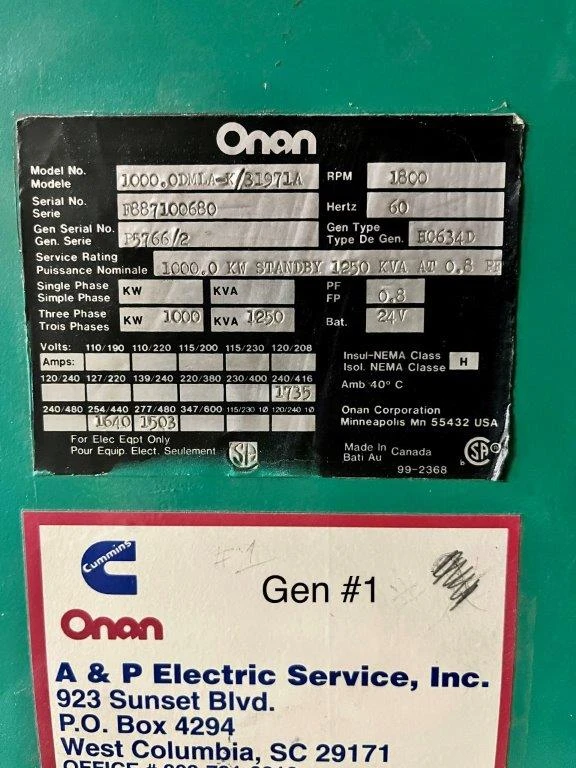 Onan
Model No. 1000.0DMLA-K/31971A RPM 1800
Modele
Serial No. F887100680 Hertz 60
Serie
Gen Serial No. P5766/2 Gen Type HC634D
Gen. Serie Type De Gen.
Service Rating 1000.0 KW STANDBY 1250 KVA AT 0.8 PF
Puissance Nominale
Single Phase KW KVA PF 0.8
Simple Phase FP
Three Phase KW 1000 KVA 1250 Bat. 24V
Trois Phases
Volts: 110/190 110/220 115/200 115/230 120/208
Amps:
Insul-NEMA Class H
Isol. NEMA Classe
120/240 127/220 139/240 220/380 230/400 240/416
1735
Amb 40° C
240/480 254/440 277/480 347/600 115/230 1Ø 120/240 1Ø
1640 1503
Onan Corporation
Minneapolis Mn 55432 USA
For Elec Eqpt Only
Pour Equip. Elect. Seulement
SA
Made In Canada
Bati Au
99-2368
SA
Cummins
Onan
#1
Gen #1
A & P Electric Service, Inc.
923 Sunset Blvd.
P.O. Box 4294
West Columbia, SC 29171
OFFICE #